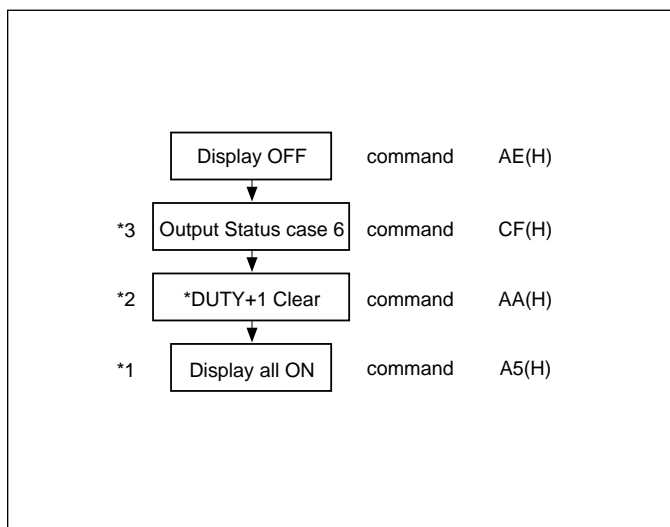 Display OFF command AE(H)
*3 Output Status case 6 command CF(H)
*2 *DUTY+1 Clear command AA(H)
*1 Display all ON command A5(H)